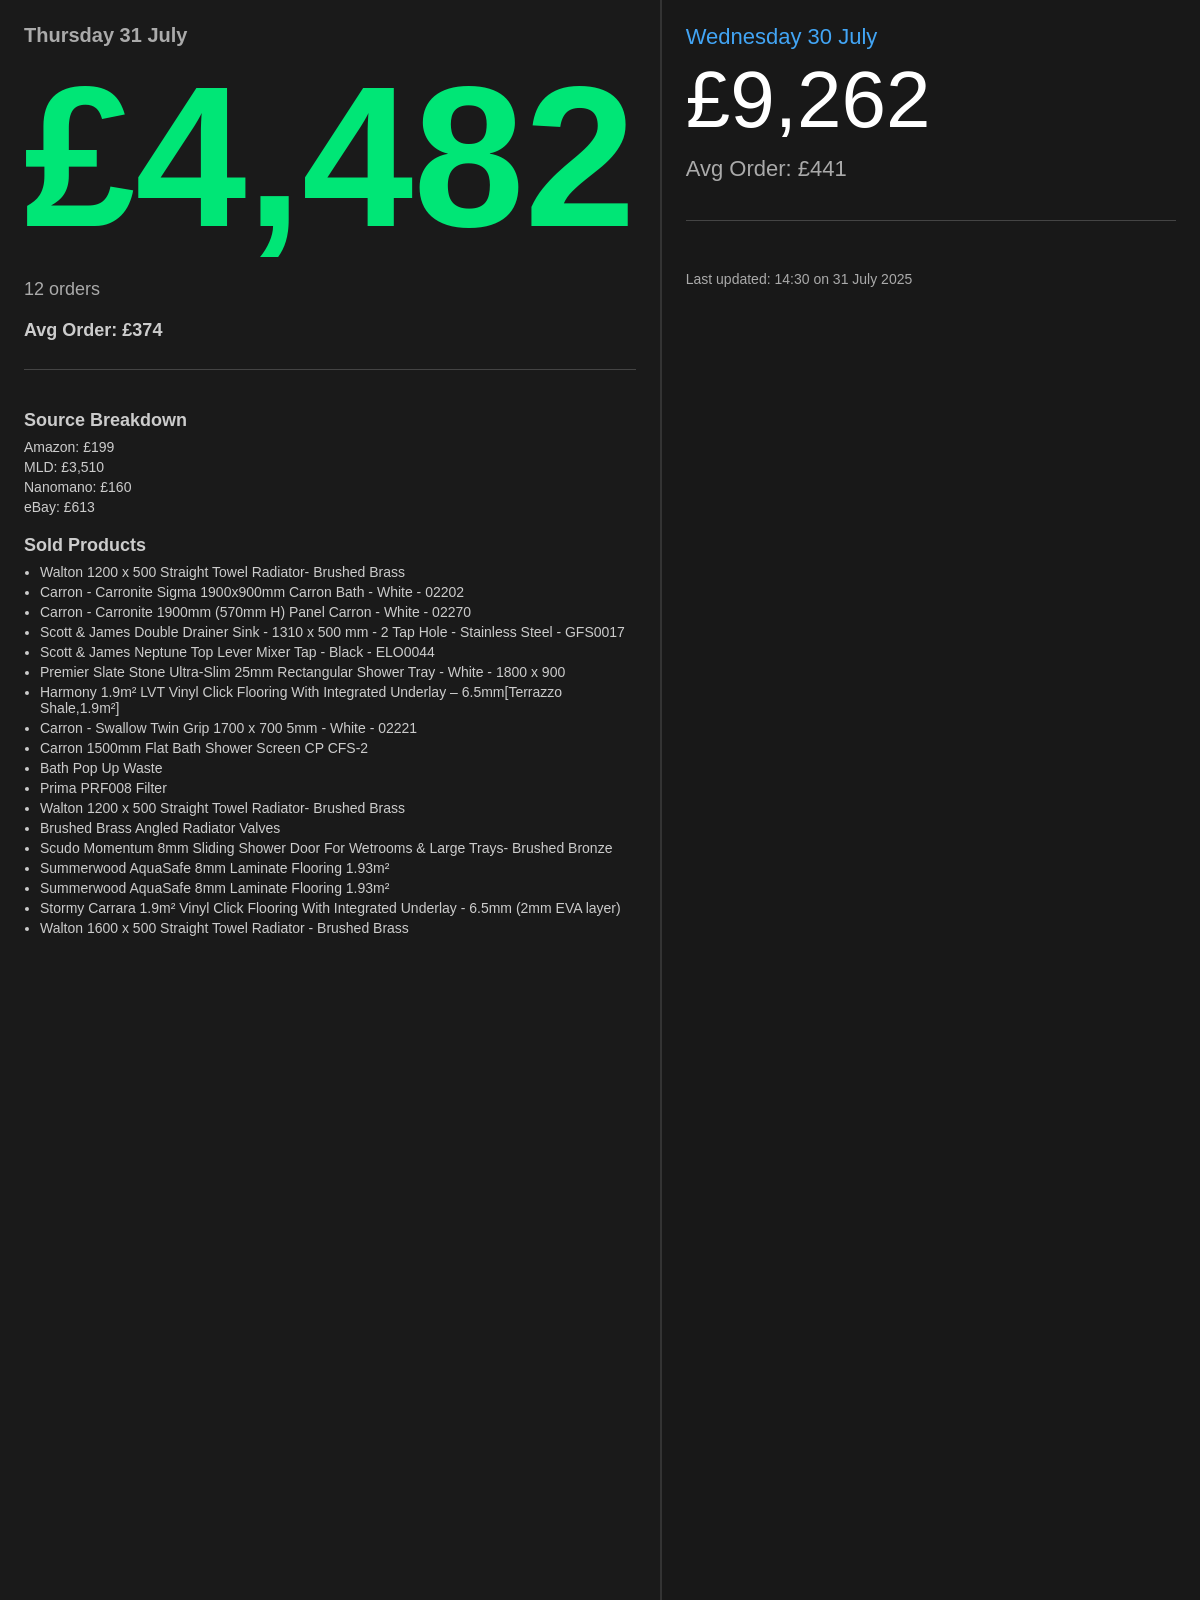 Thursday 31 July
£4,482
12 orders
Avg Order: £374
Source Breakdown
Amazon: £199
MLD: £3,510
Nanomano: £160
eBay: £613
Sold Products
• Walton 1200 x 500 Straight Towel Radiator- Brushed Brass
• Carron - Carronite Sigma 1900x900mm Carron Bath - White - 02202
• Carron - Carronite 1900mm (570mm H) Panel Carron - White - 02270
• Scott & James Double Drainer Sink - 1310 x 500 mm - 2 Tap Hole - Stainless Steel - GFS0017
• Scott & James Neptune Top Lever Mixer Tap - Black - ELO0044
• Premier Slate Stone Ultra-Slim 25mm Rectangular Shower Tray - White - 1800 x 900
• Harmony 1.9m² LVT Vinyl Click Flooring With Integrated Underlay – 6.5mm[Terrazzo
Shale,1.9m²]
• Carron - Swallow Twin Grip 1700 x 700 5mm - White - 02221
• Carron 1500mm Flat Bath Shower Screen CP CFS-2
• Bath Pop Up Waste
• Prima PRF008 Filter
• Walton 1200 x 500 Straight Towel Radiator- Brushed Brass
• Brushed Brass Angled Radiator Valves
• Scudo Momentum 8mm Sliding Shower Door For Wetrooms & Large Trays- Brushed Bronze
• Summerwood AquaSafe 8mm Laminate Flooring 1.93m²
• Summerwood AquaSafe 8mm Laminate Flooring 1.93m²
• Stormy Carrara 1.9m² Vinyl Click Flooring With Integrated Underlay - 6.5mm (2mm EVA layer)
• Walton 1600 x 500 Straight Towel Radiator - Brushed Brass
Wednesday 30 July
£9,262
Avg Order: £441
Last updated: 14:30 on 31 July 2025